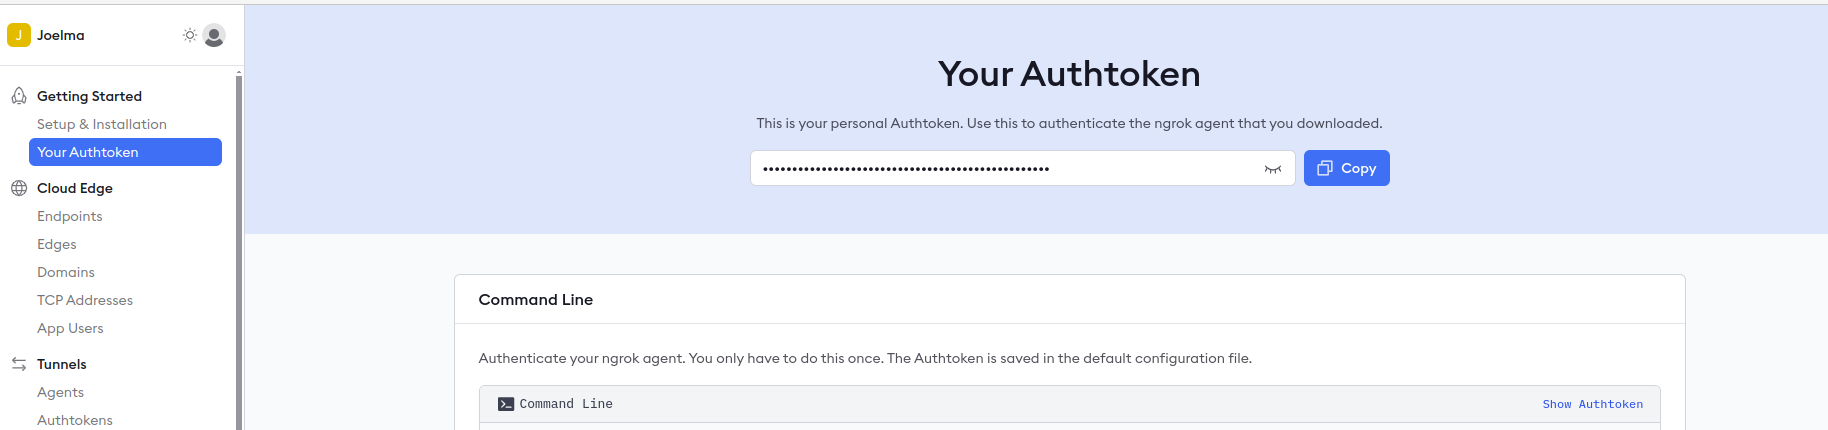 J Joelma
Getting Started
Setup & Installation
Your Authtoken
Cloud Edge
Endpoints
Edges
Domains
TCP Addresses
App Users
Tunnels
Agents
Authtokens
Your Authtoken
This is your personal Authtoken. Use this to authenticate the ngrok agent that you downloaded.
••••••••••••••••••••••••••••••••••••••••••••••••• Copy
Command Line
Authenticate your ngrok agent. You only have to do this once. The Authtoken is saved in the default configuration file.
Command Line Show Authtoken